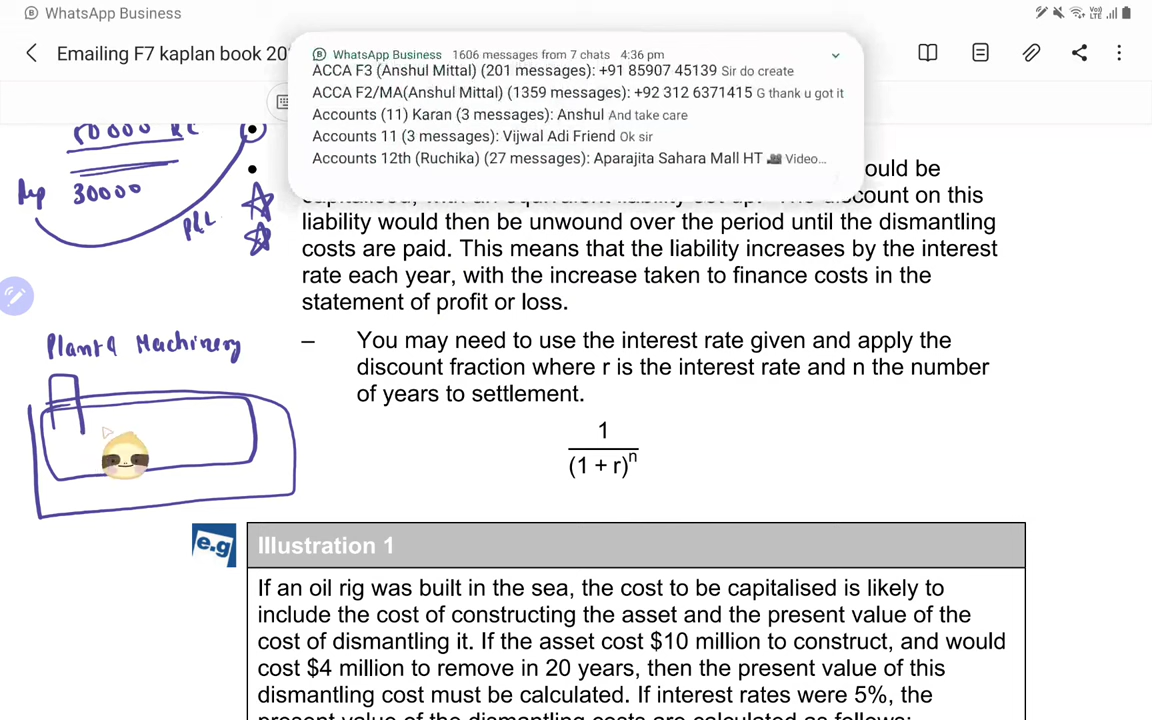 WhatsApp Business
Emailing F7 kaplan book 20
WhatsApp Business 1606 messages from 7 chats 4:36 pm
ACCA F3 (Anshul Mittal) (201 messages): +91 85907 45139 Sir do create
ACCA F2/MA(Anshul Mittal) (1359 messages): +92 312 6371415 G thank u got it
Accounts (11) Karan (3 messages): Anshul And take care
Accounts 11 (3 messages): Vijwal Adi Friend Ok sir
Accounts 12th (Ruchika) (27 messages): Aparajita Sahara Mall HT Video...
30000
ould be
discount on this
liability would then be unwound over the period until the dismantling
costs are paid. This means that the liability increases by the interest
rate each year, with the increase taken to finance costs in the
statement of profit or loss.
Plant & Machinery
– You may need to use the interest rate given and apply the
discount fraction where r is the interest rate and n the number
of years to settlement.
1
(1 + r)n
e.g Illustration 1
If an oil rig was built in the sea, the cost to be capitalised is likely to
include the cost of constructing the asset and the present value of the
cost of dismantling it. If the asset cost $10 million to construct, and would
cost $4 million to remove in 20 years, then the present value of this
dismantling cost must be calculated. If interest rates were 5%, the
present value of the dismantling costs are calculated as follows: